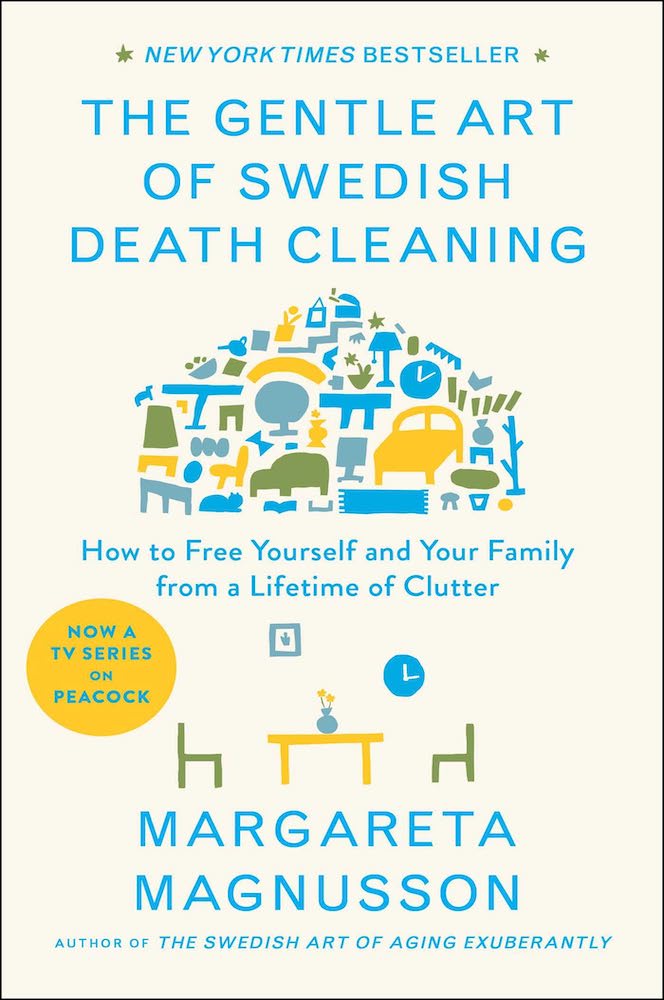 NEW YORK TIMES BESTSELLER
THE GENTLE ART
OF SWEDISH
DEATH CLEANING
How to Free Yourself and Your Family
from a Lifetime of Clutter
NOW A
TV SERIES
ON
PEACOCK
MARGARETA
MAGNUSSON
AUTHOR OF THE SWEDISH ART OF AGING EXUBERANTLY